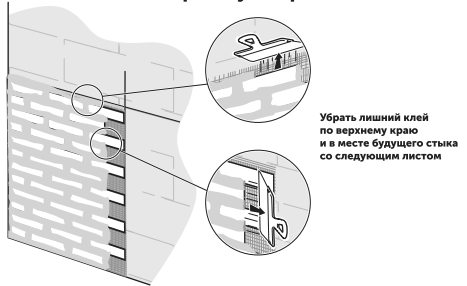 Убрать лишний клей
по верхнему краю
и в месте будущего стыка
со следующим листом